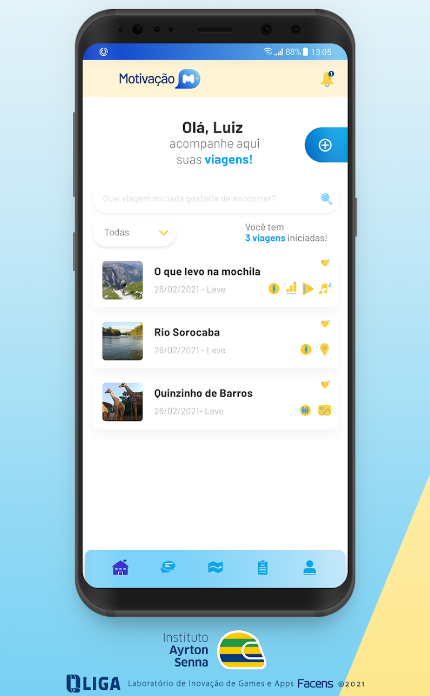 88% 13:05
Motivação
1
Olá, Luiz
acompanhe aqui
suas viagens!
Qual viagem iniciada gostaria de encontrar?
Todas
Você tem
3 viagens iniciadas!
O que levo na mochila
26/02/2021 - Leve
Rio Sorocaba
26/02/2021 - Leve
Quinzinho de Barros
26/02/2021- Leve
Instituto
Ayrton
Senna
LIGA Laboratório de Inovação de Games e Apps Facens ©2021